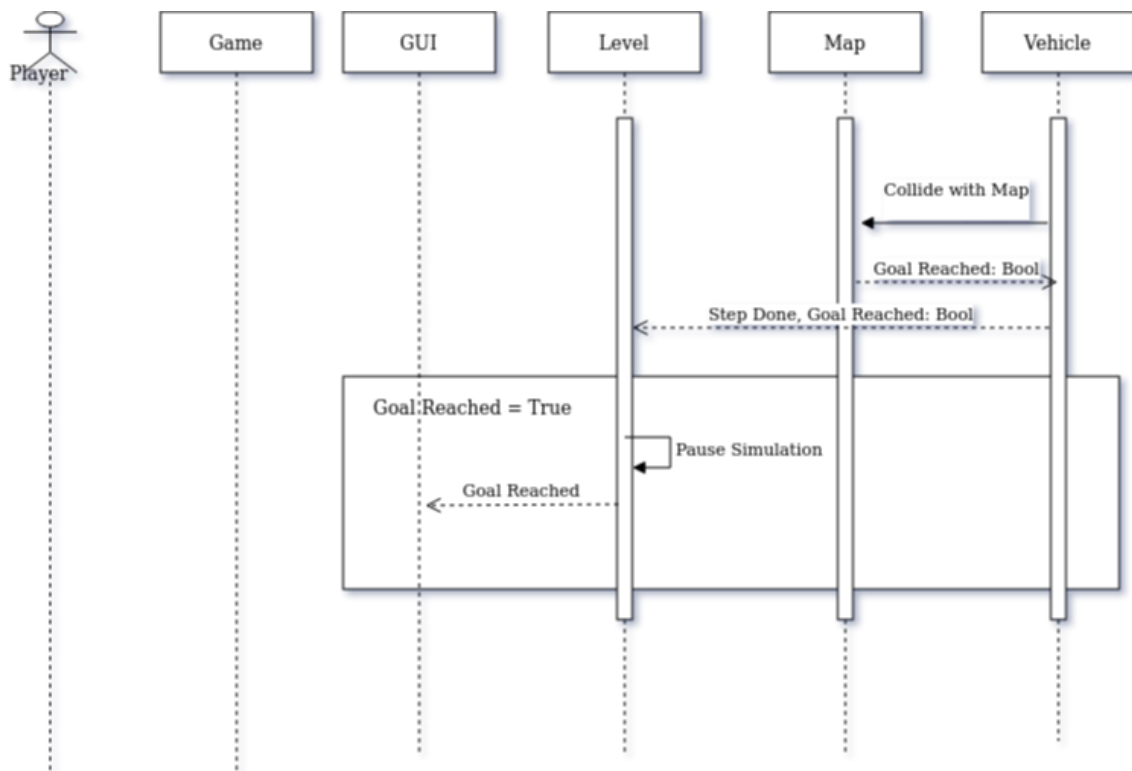 Player
Game
GUI
Level
Map
Vehicle
Collide with Map
Goal Reached: Bool
Step Done, Goal Reached: Bool
Goal Reached = True
Pause Simulation
Goal Reached